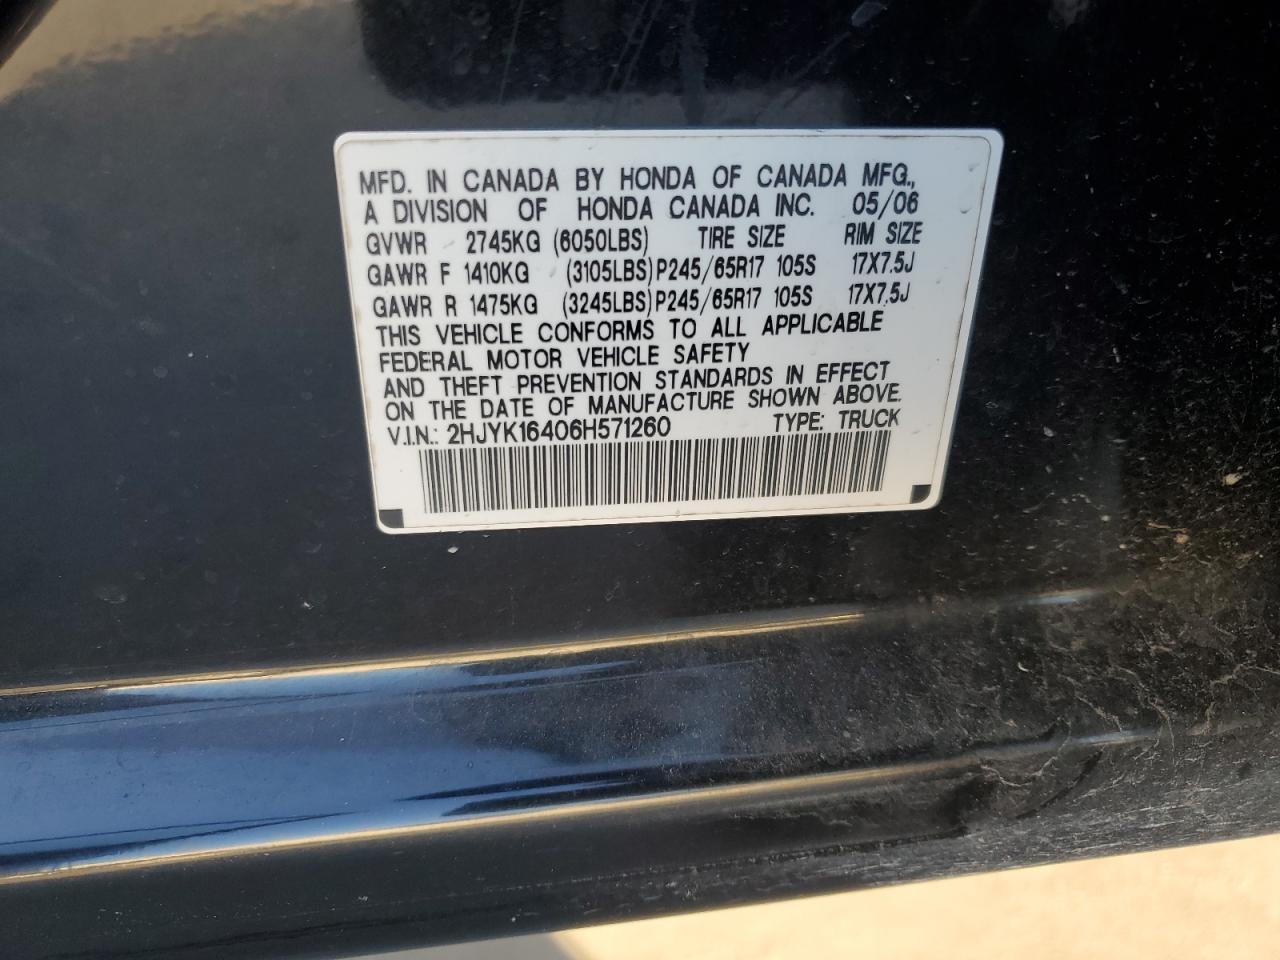 MFD. IN CANADA BY HONDA OF CANADA MFG.,
A DIVISION OF HONDA CANADA INC. 05/06
GVWR 2745KG (6050LBS) TIRE SIZE RIM SIZE
GAWR F 1410KG (3105LBS) P245/65R17 105S 17X7.5J
GAWR R 1475KG (3245LBS) P245/65R17 105S 17X7.5J
THIS VEHICLE CONFORMS TO ALL APPLICABLE
FEDERAL MOTOR VEHICLE SAFETY
AND THEFT PREVENTION STANDARDS IN EFFECT
ON THE DATE OF MANUFACTURE SHOWN ABOVE.
V.I.N.: 2HJYK16406H571260 TYPE: TRUCK